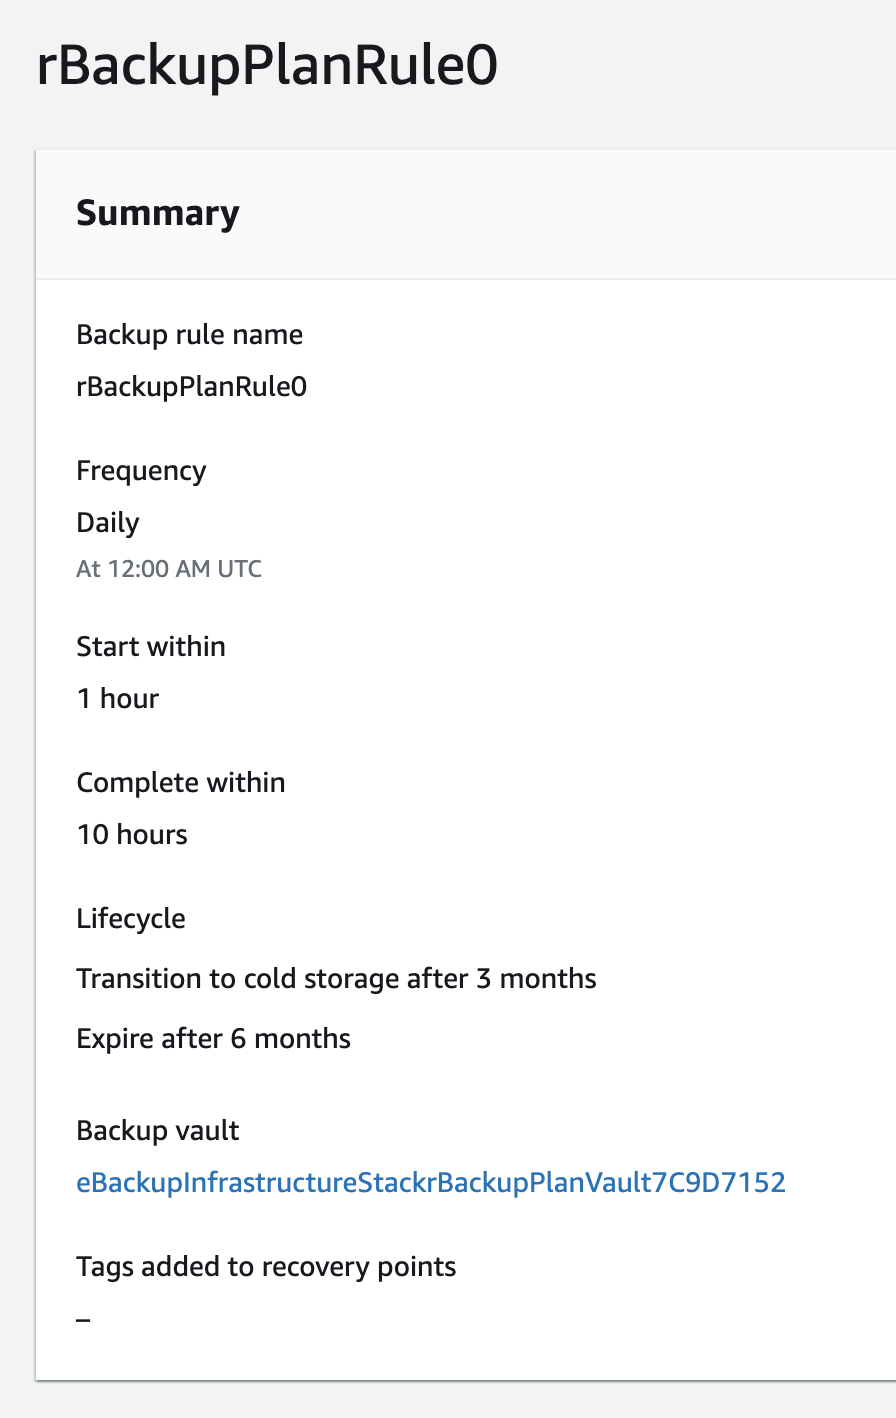 rBackupPlanRule0
Summary
Backup rule name
rBackupPlanRule0
Frequency
Daily
At 12:00 AM UTC
Start within
1 hour
Complete within
10 hours
Lifecycle
Transition to cold storage after 3 months
Expire after 6 months
Backup vault
eBackupInfrastructureStackrBackupPlanVault7C9D7152
Tags added to recovery points
–